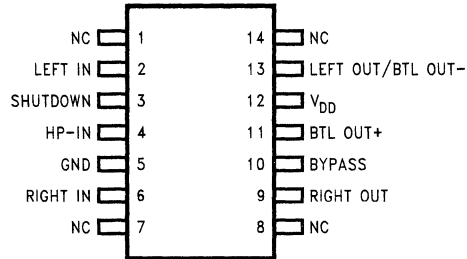 NC 1 14 NC
LEFT IN 2 13 LEFT OUT/BTL OUT-
SHUTDOWN 3 12 VDD
HP-IN 4 11 BTL OUT+
GND 5 10 BYPASS
RIGHT IN 6 9 RIGHT OUT
NC 7 8 NC